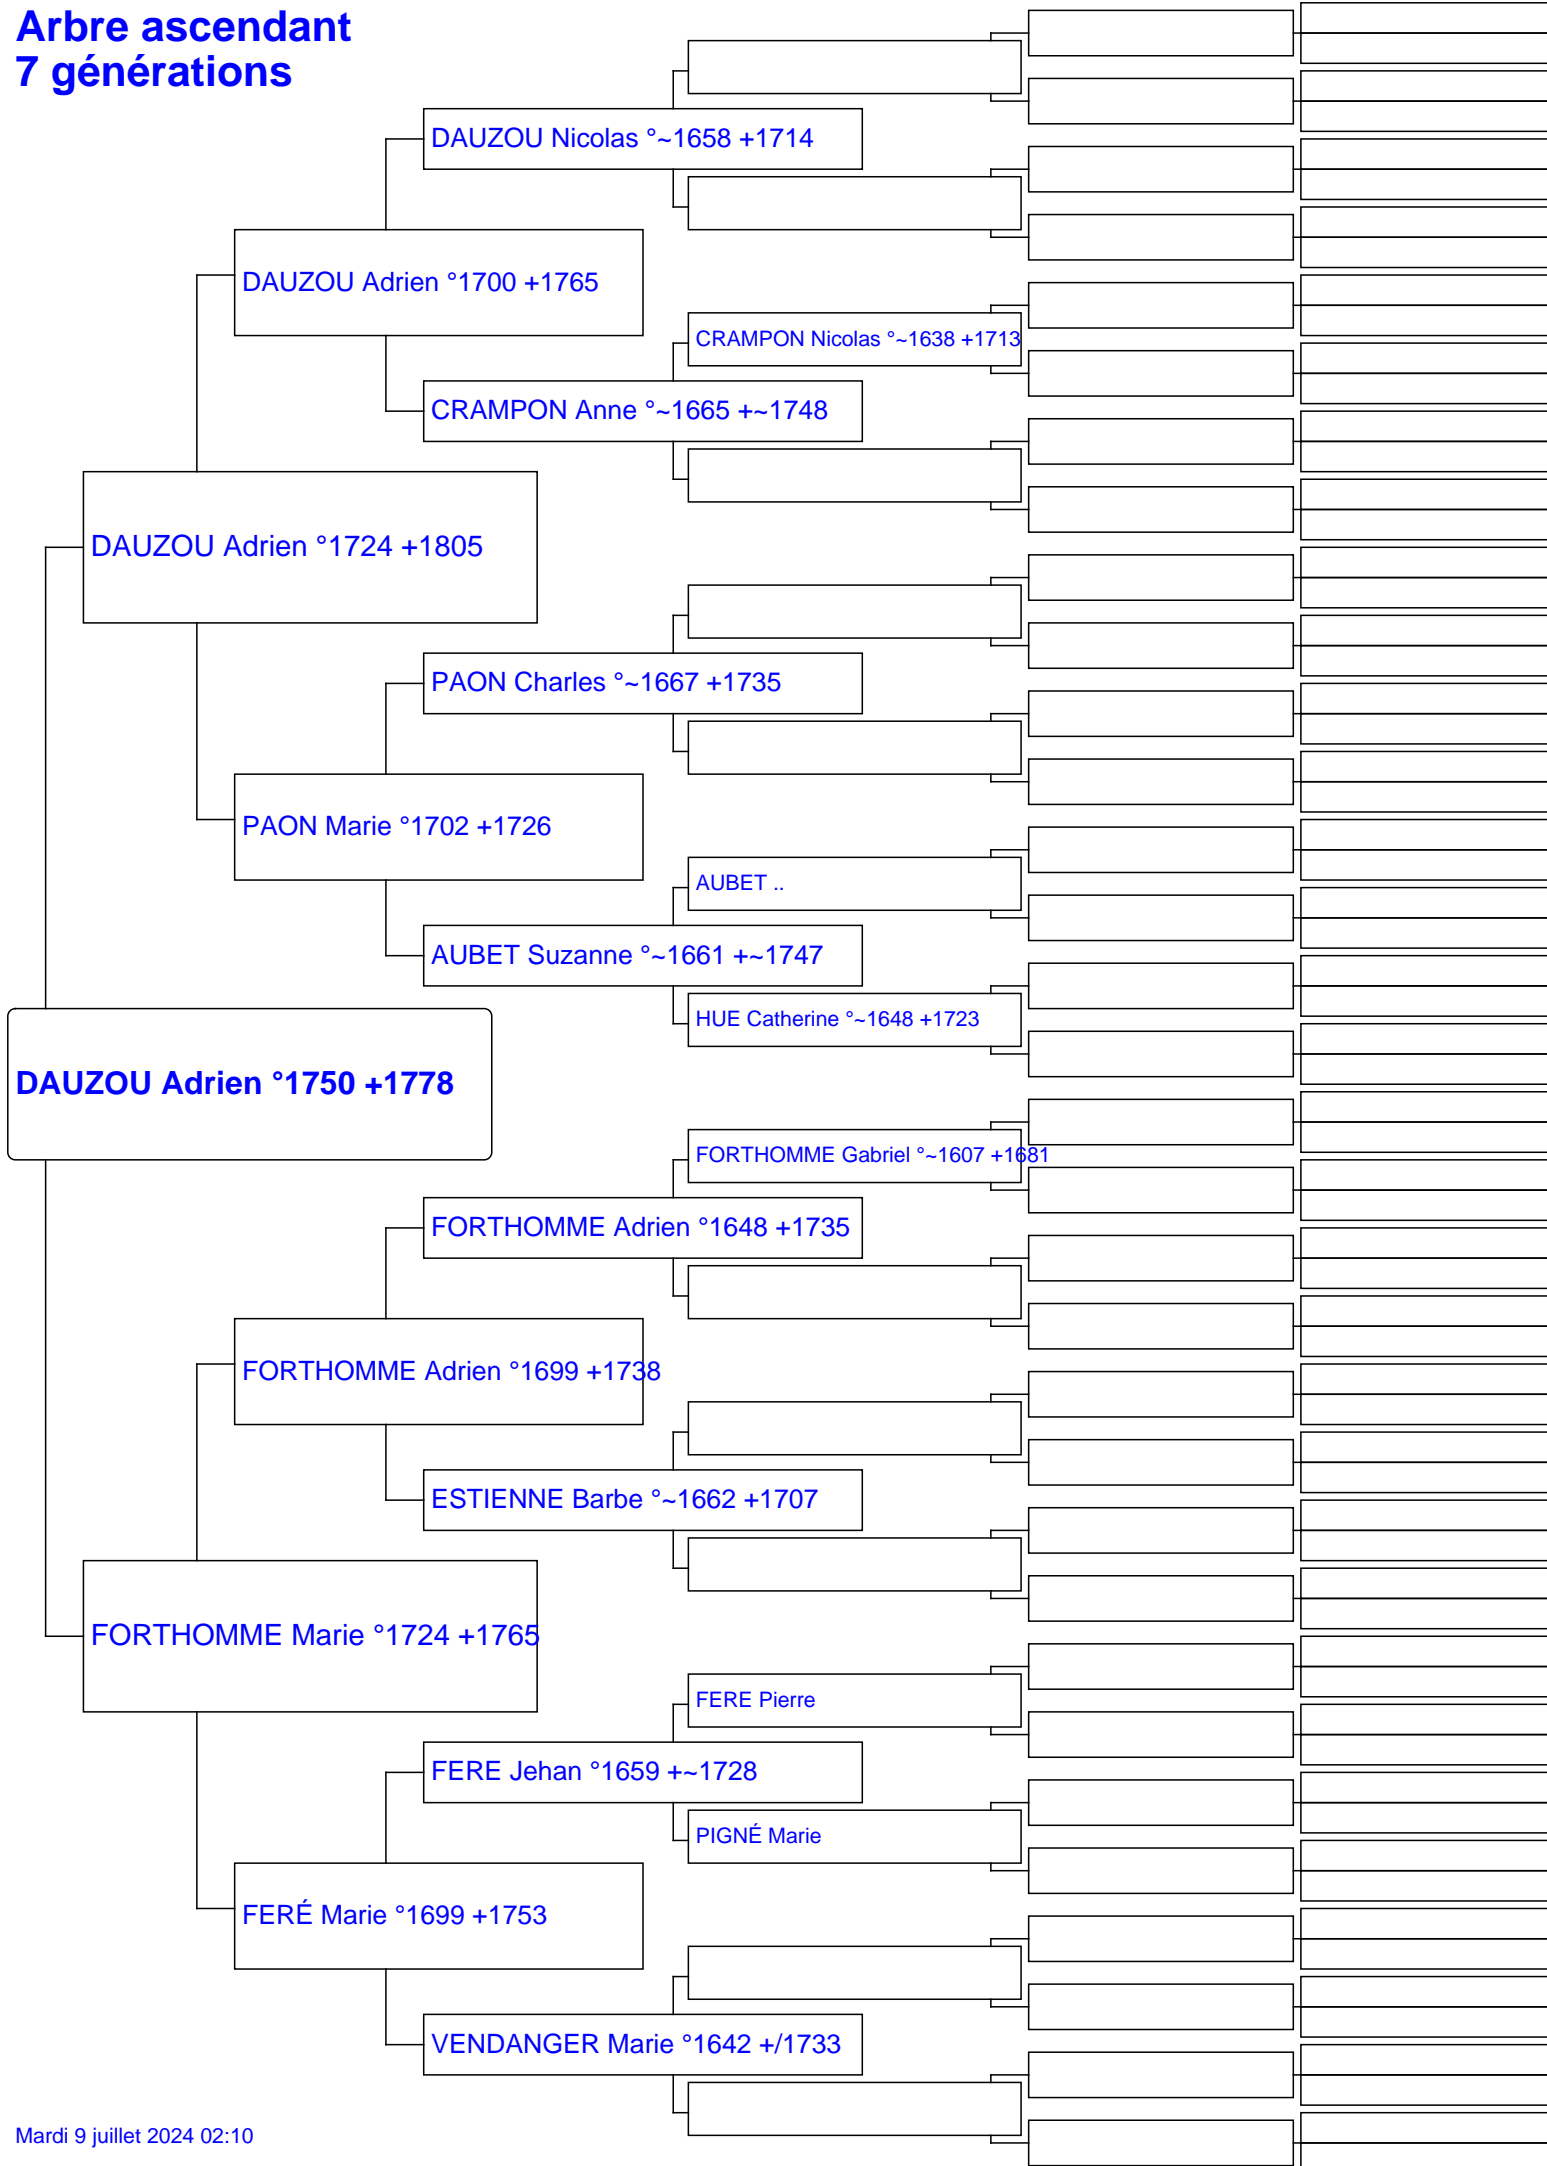 Arbre ascendant
7 générations
DAUZOU Nicolas °~1658 +1714
DAUZOU Adrien °1700 +1765
CRAMPON Nicolas °~1638 +1713
CRAMPON Anne °~1665 +~1748
DAUZOU Adrien °1724 +1805
PAON Charles °~1667 +1735
PAON Marie °1702 +1726
AUBET ..
AUBET Suzanne °~1661 +~1747
HUE Catherine °~1648 +1723
DAUZOU Adrien °1750 +1778
FORTHOMME Gabriel °~1607 +1681
FORTHOMME Adrien °1648 +1735
FORTHOMME Adrien °1699 +1738
ESTIENNE Barbe °~1662 +1707
FORTHOMME Marie °1724 +1765
FERE Pierre
FERE Jehan °1659 +~1728
PIGNÉ Marie
FERÉ Marie °1699 +1753
VENDANGER Marie °1642 +/1733
Mardi 9 juillet 2024 02:10